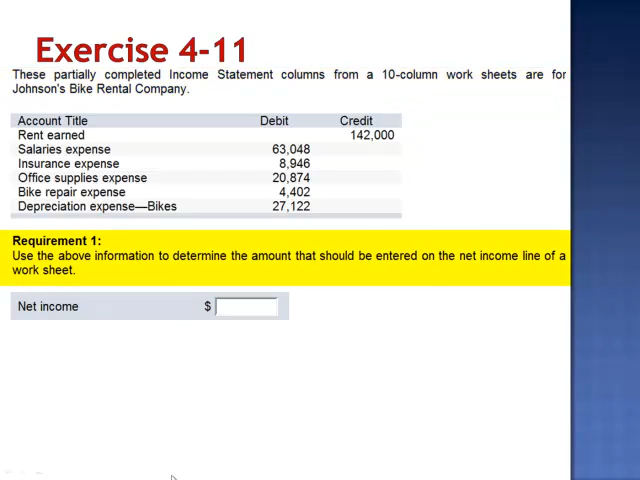 Exercise 4-11
These partially completed Income Statement columns from a 10-column work sheets are for
Johnson's Bike Rental Company.
Account Title Debit Credit
Rent earned 142,000
Salaries expense 63,048
Insurance expense 8,946
Office supplies expense 20,874
Bike repair expense 4,402
Depreciation expense—Bikes 27,122
Requirement 1:
Use the above information to determine the amount that should be entered on the net income line of a
work sheet.
Net income $